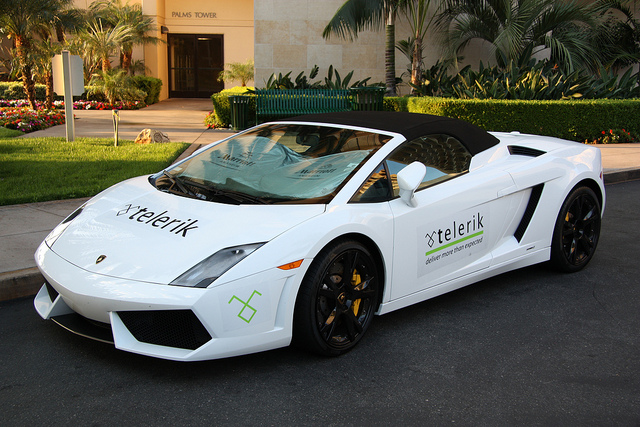 PALMS TOWER
telerik
telerik
deliver more than expected